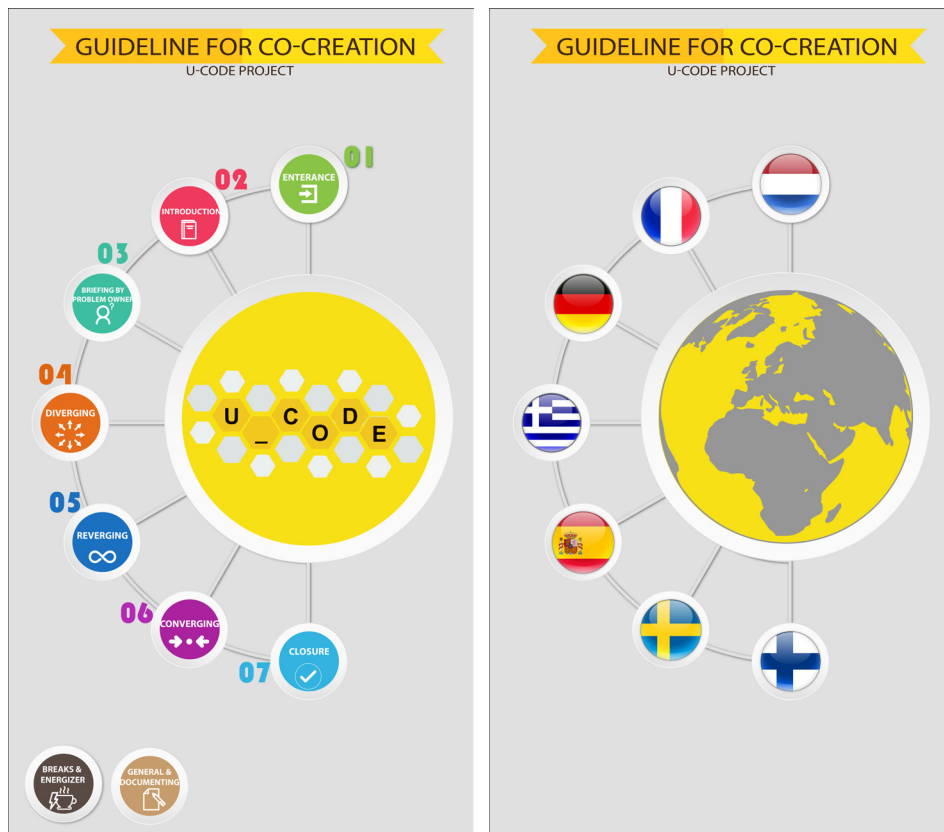 GUIDELINE FOR CO-CREATION
U-CODE PROJECT
01
ENTERANCE
02
INTRODUCTION
03
BRIEFING BY
PROBLEM OWNER
04
DIVERGING
05
REVERGING
06
CONVERGING
07
CLOSURE
U_CODE
BREAKS &
ENERGIZER
GENERAL &
DOCUMENTING
GUIDELINE FOR CO-CREATION
U-CODE PROJECT